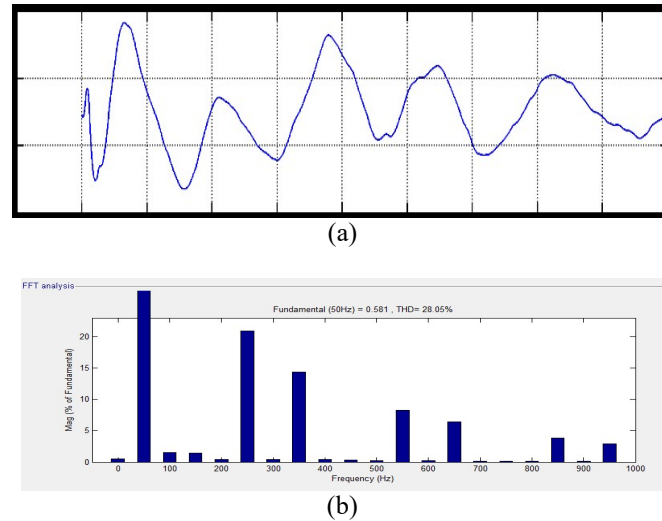 (a)
FFT analysis
Fundamental (50Hz) = 0.581 , THD= 28.05%
Mag (% of Fundamental)
20
15
10
5
0
0 100 200 300 400 500 600 700 800 900 1000
Frequency (Hz)
(b)